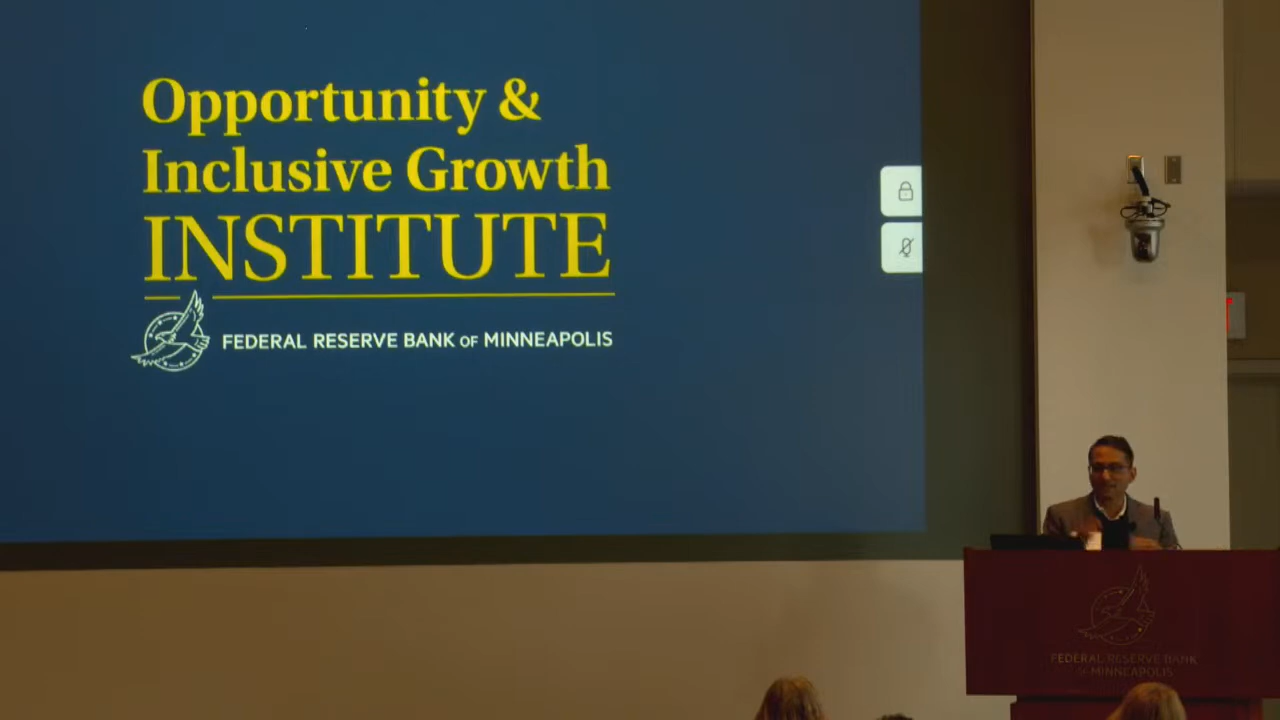 Opportunity &
Inclusive Growth
INSTITUTE
FEDERAL RESERVE BANK OF MINNEAPOLIS
FEDERAL RESERVE BANK
OF MINNEAPOLIS